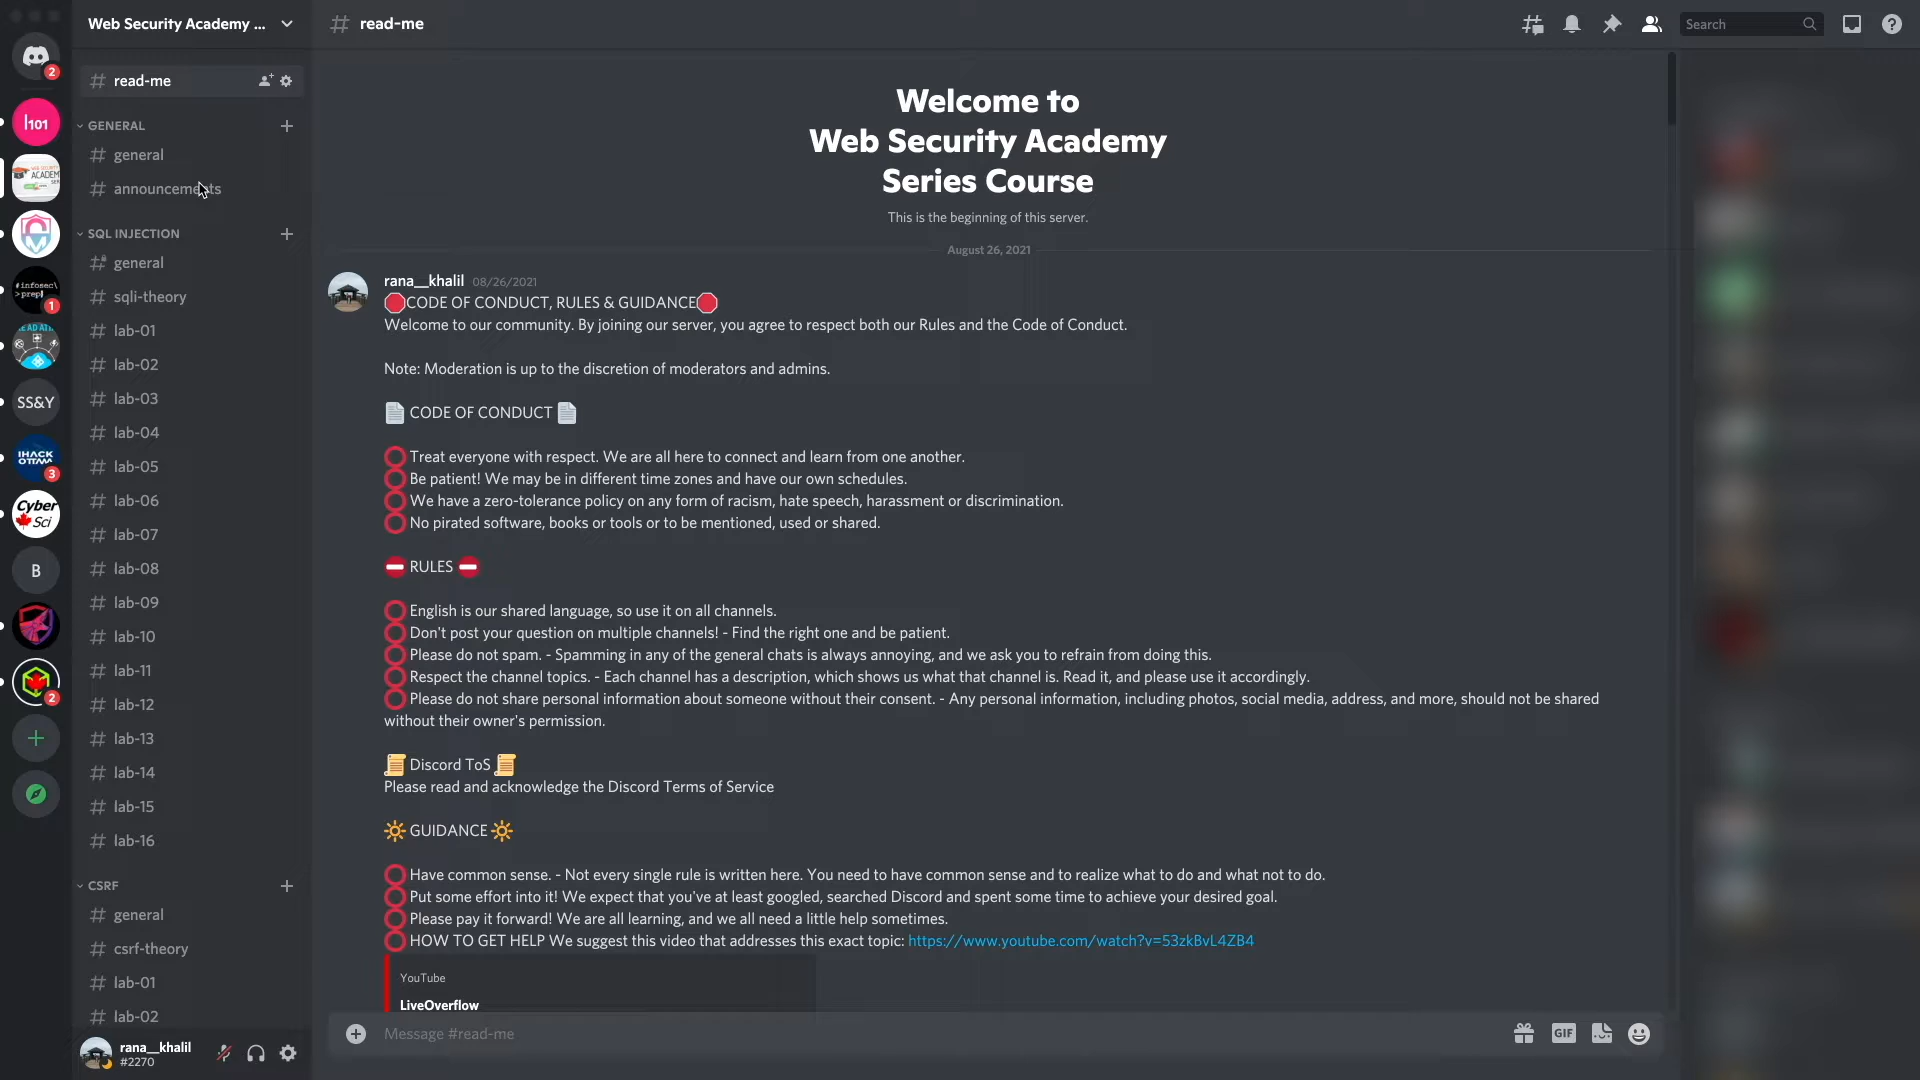 Web Security Academy ...
read-me
Search
2
read-me
GENERAL
general
announcements
SQL INJECTION
general
sqli-theory
lab-01
lab-02
lab-03
lab-04
lab-05
lab-06
lab-07
lab-08
lab-09
lab-10
lab-11
lab-12
lab-13
lab-14
lab-15
lab-16
CSRF
general
csrf-theory
lab-01
lab-02
rana__khalil
#2270
I101
#infosec\
>prep
1
SS&Y
IHACK
OTTAWA
3
Cyber
Sci
B
2
Welcome to
Web Security Academy
Series Course
This is the beginning of this server.
August 26, 2021
rana__khalil 08/26/2021
CODE OF CONDUCT, RULES & GUIDANCE
Welcome to our community. By joining our server, you agree to respect both our Rules and the Code of Conduct.
Note: Moderation is up to the discretion of moderators and admins.
CODE OF CONDUCT
Treat everyone with respect. We are all here to connect and learn from one another.
Be patient! We may be in different time zones and have our own schedules.
We have a zero-tolerance policy on any form of racism, hate speech, harassment or discrimination.
No pirated software, books or tools or to be mentioned, used or shared.
RULES
English is our shared language, so use it on all channels.
Don't post your question on multiple channels! - Find the right one and be patient.
Please do not spam. - Spamming in any of the general chats is always annoying, and we ask you to refrain from doing this.
Respect the channel topics. - Each channel has a description, which shows us what that channel is. Read it, and please use it accordingly.
Please do not share personal information about someone without their consent. - Any personal information, including photos, social media, address, and more, should not be shared
without their owner's permission.
Discord ToS
Please read and acknowledge the Discord Terms of Service
GUIDANCE
Have common sense. - Not every single rule is written here. You need to have common sense and to realize what to do and what not to do.
Put some effort into it! We expect that you've at least googled, searched Discord and spent some time to achieve your desired goal.
Please pay it forward! We are all learning, and we all need a little help sometimes.
HOW TO GET HELP We suggest this video that addresses this exact topic: https://www.youtube.com/watch?v=53zkBvL4ZB4
YouTube
LiveOverflow
Message #read-me
GIF